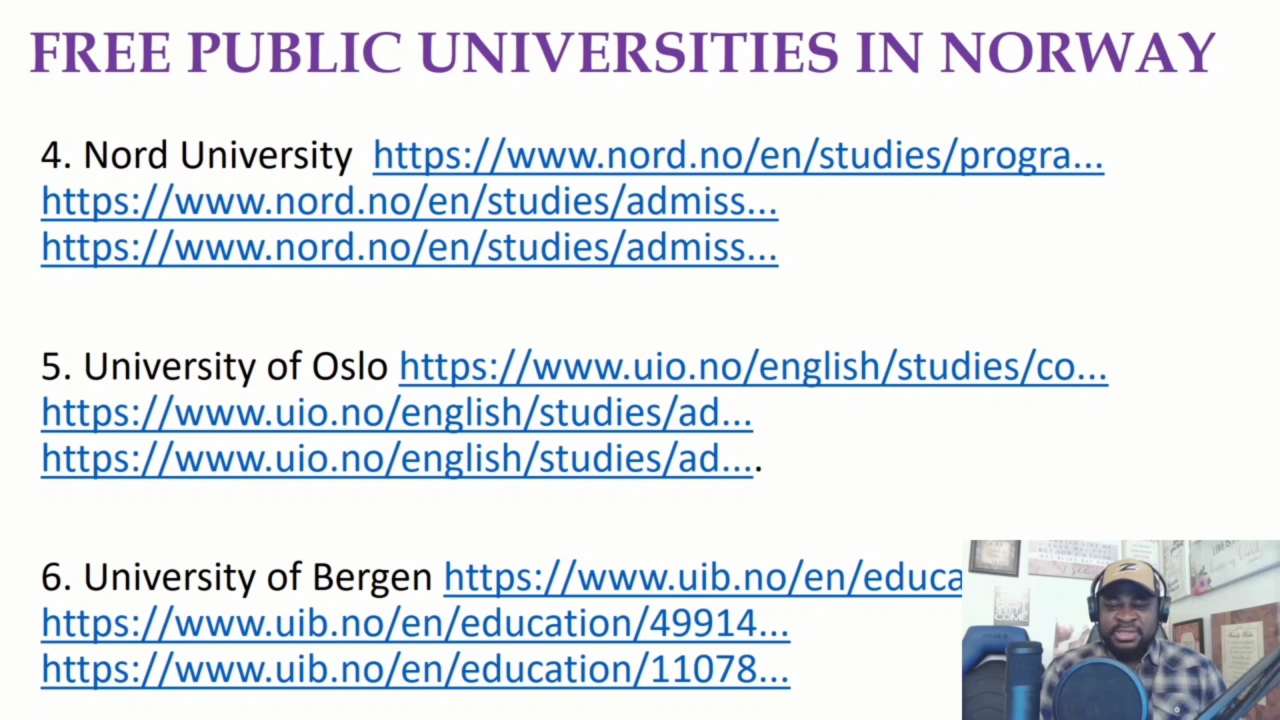 FREE PUBLIC UNIVERSITIES IN NORWAY
4. Nord University https://www.nord.no/en/studies/progra...
https://www.nord.no/en/studies/admiss...
https://www.nord.no/en/studies/admiss...
5. University of Oslo https://www.uio.no/english/studies/co...
https://www.uio.no/english/studies/ad...
https://www.uio.no/english/studies/ad....
6. University of Bergen https://www.uib.no/en/educa
https://www.uib.no/en/education/49914...
https://www.uib.no/en/education/11078...